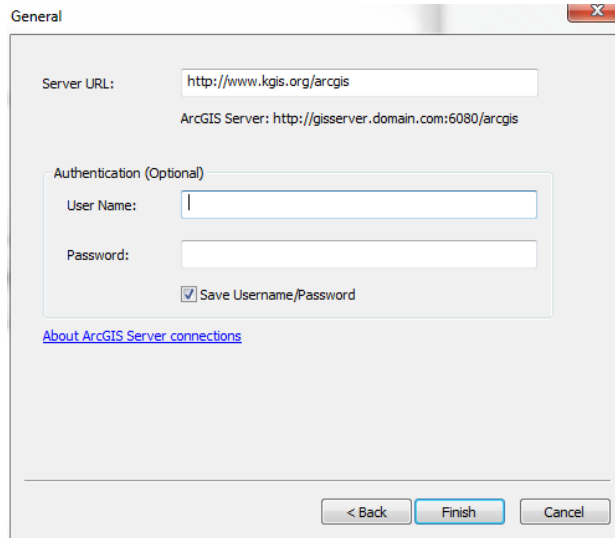 General
Server URL: http://www.kgis.org/arcgis
ArcGIS Server: http://gisserver.domain.com:6080/arcgis
Authentication (Optional)
User Name:
Password:
Save Username/Password
About ArcGIS Server connections
< Back Finish Cancel